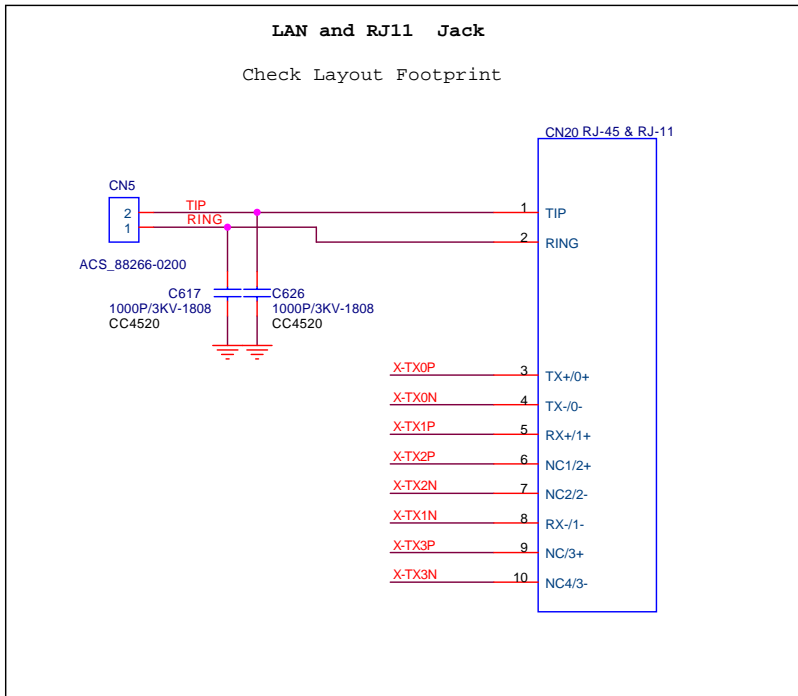 LAN and RJ11 Jack
Check Layout Footprint
CN20 RJ-45 & RJ-11
CN5
2 TIP
1 RING
ACS_88266-0200
1 TIP
2 RING
C617
1000P/3KV-1808
CC4520
C626
1000P/3KV-1808
CC4520
X-TX0P 3 TX+/0+
X-TX0N 4 TX-/0-
X-TX1P 5 RX+/1+
X-TX2P 6 NC1/2+
X-TX2N 7 NC2/2-
X-TX1N 8 RX-/1-
X-TX3P 9 NC/3+
X-TX3N 10 NC4/3-